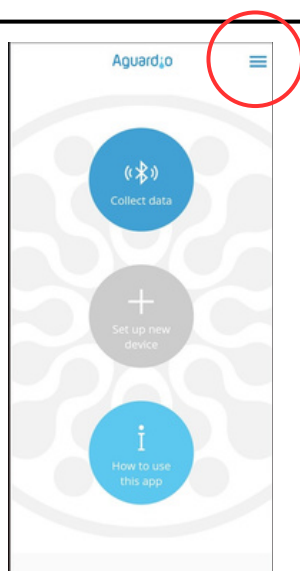 Aguardio
Collect data
Set up new
device
How to use
this app